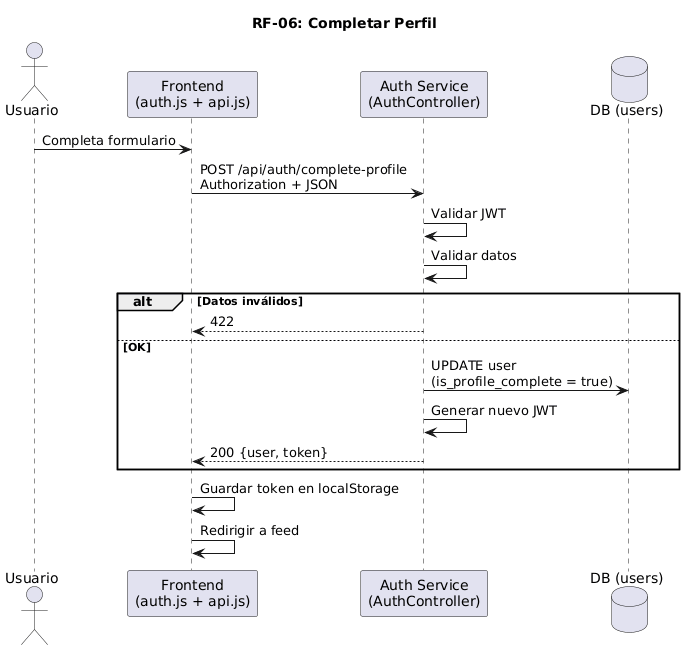 RF-06: Completar Perfil
Usuario
Frontend
(auth.js + api.js)
Auth Service
(AuthController)
DB (users)
Completa formulario
POST /api/auth/complete-profile
Authorization + JSON
Validar JWT
Validar datos
alt
[Datos inválidos]
422
[OK]
UPDATE user
(is_profile_complete = true)
Generar nuevo JWT
200 {user, token}
Guardar token en localStorage
Redirigir a feed
Usuario
Frontend
(auth.js + api.js)
Auth Service
(AuthController)
DB (users)